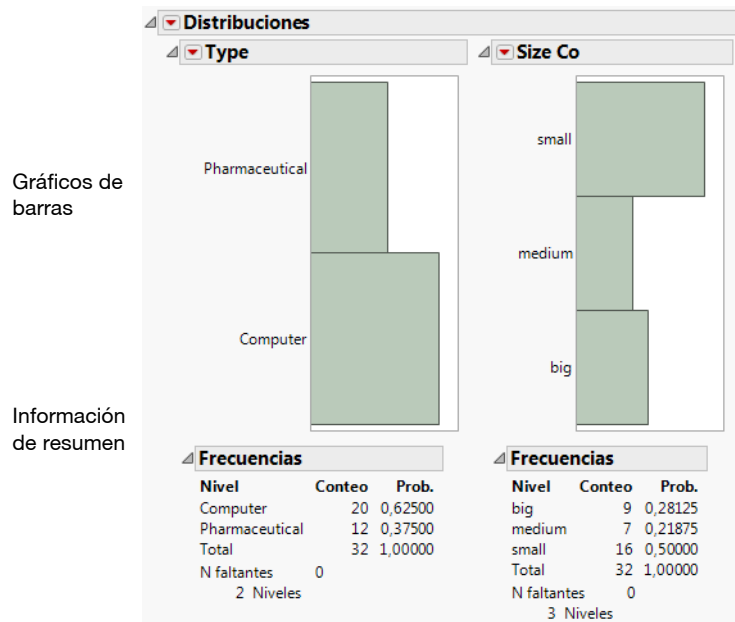 Distribuciones
Type
Pharmaceutical
Computer
Frecuencias
Nivel Conteo Prob.
Computer 20 0,62500
Pharmaceutical 12 0,37500
Total 32 1,00000
N faltantes 0
2 Niveles
Size Co
small
medium
big
Frecuencias
Nivel Conteo Prob.
big 9 0,28125
medium 7 0,21875
small 16 0,50000
Total 32 1,00000
N faltantes 0
3 Niveles
Gráficos de
barras
Información
de resumen